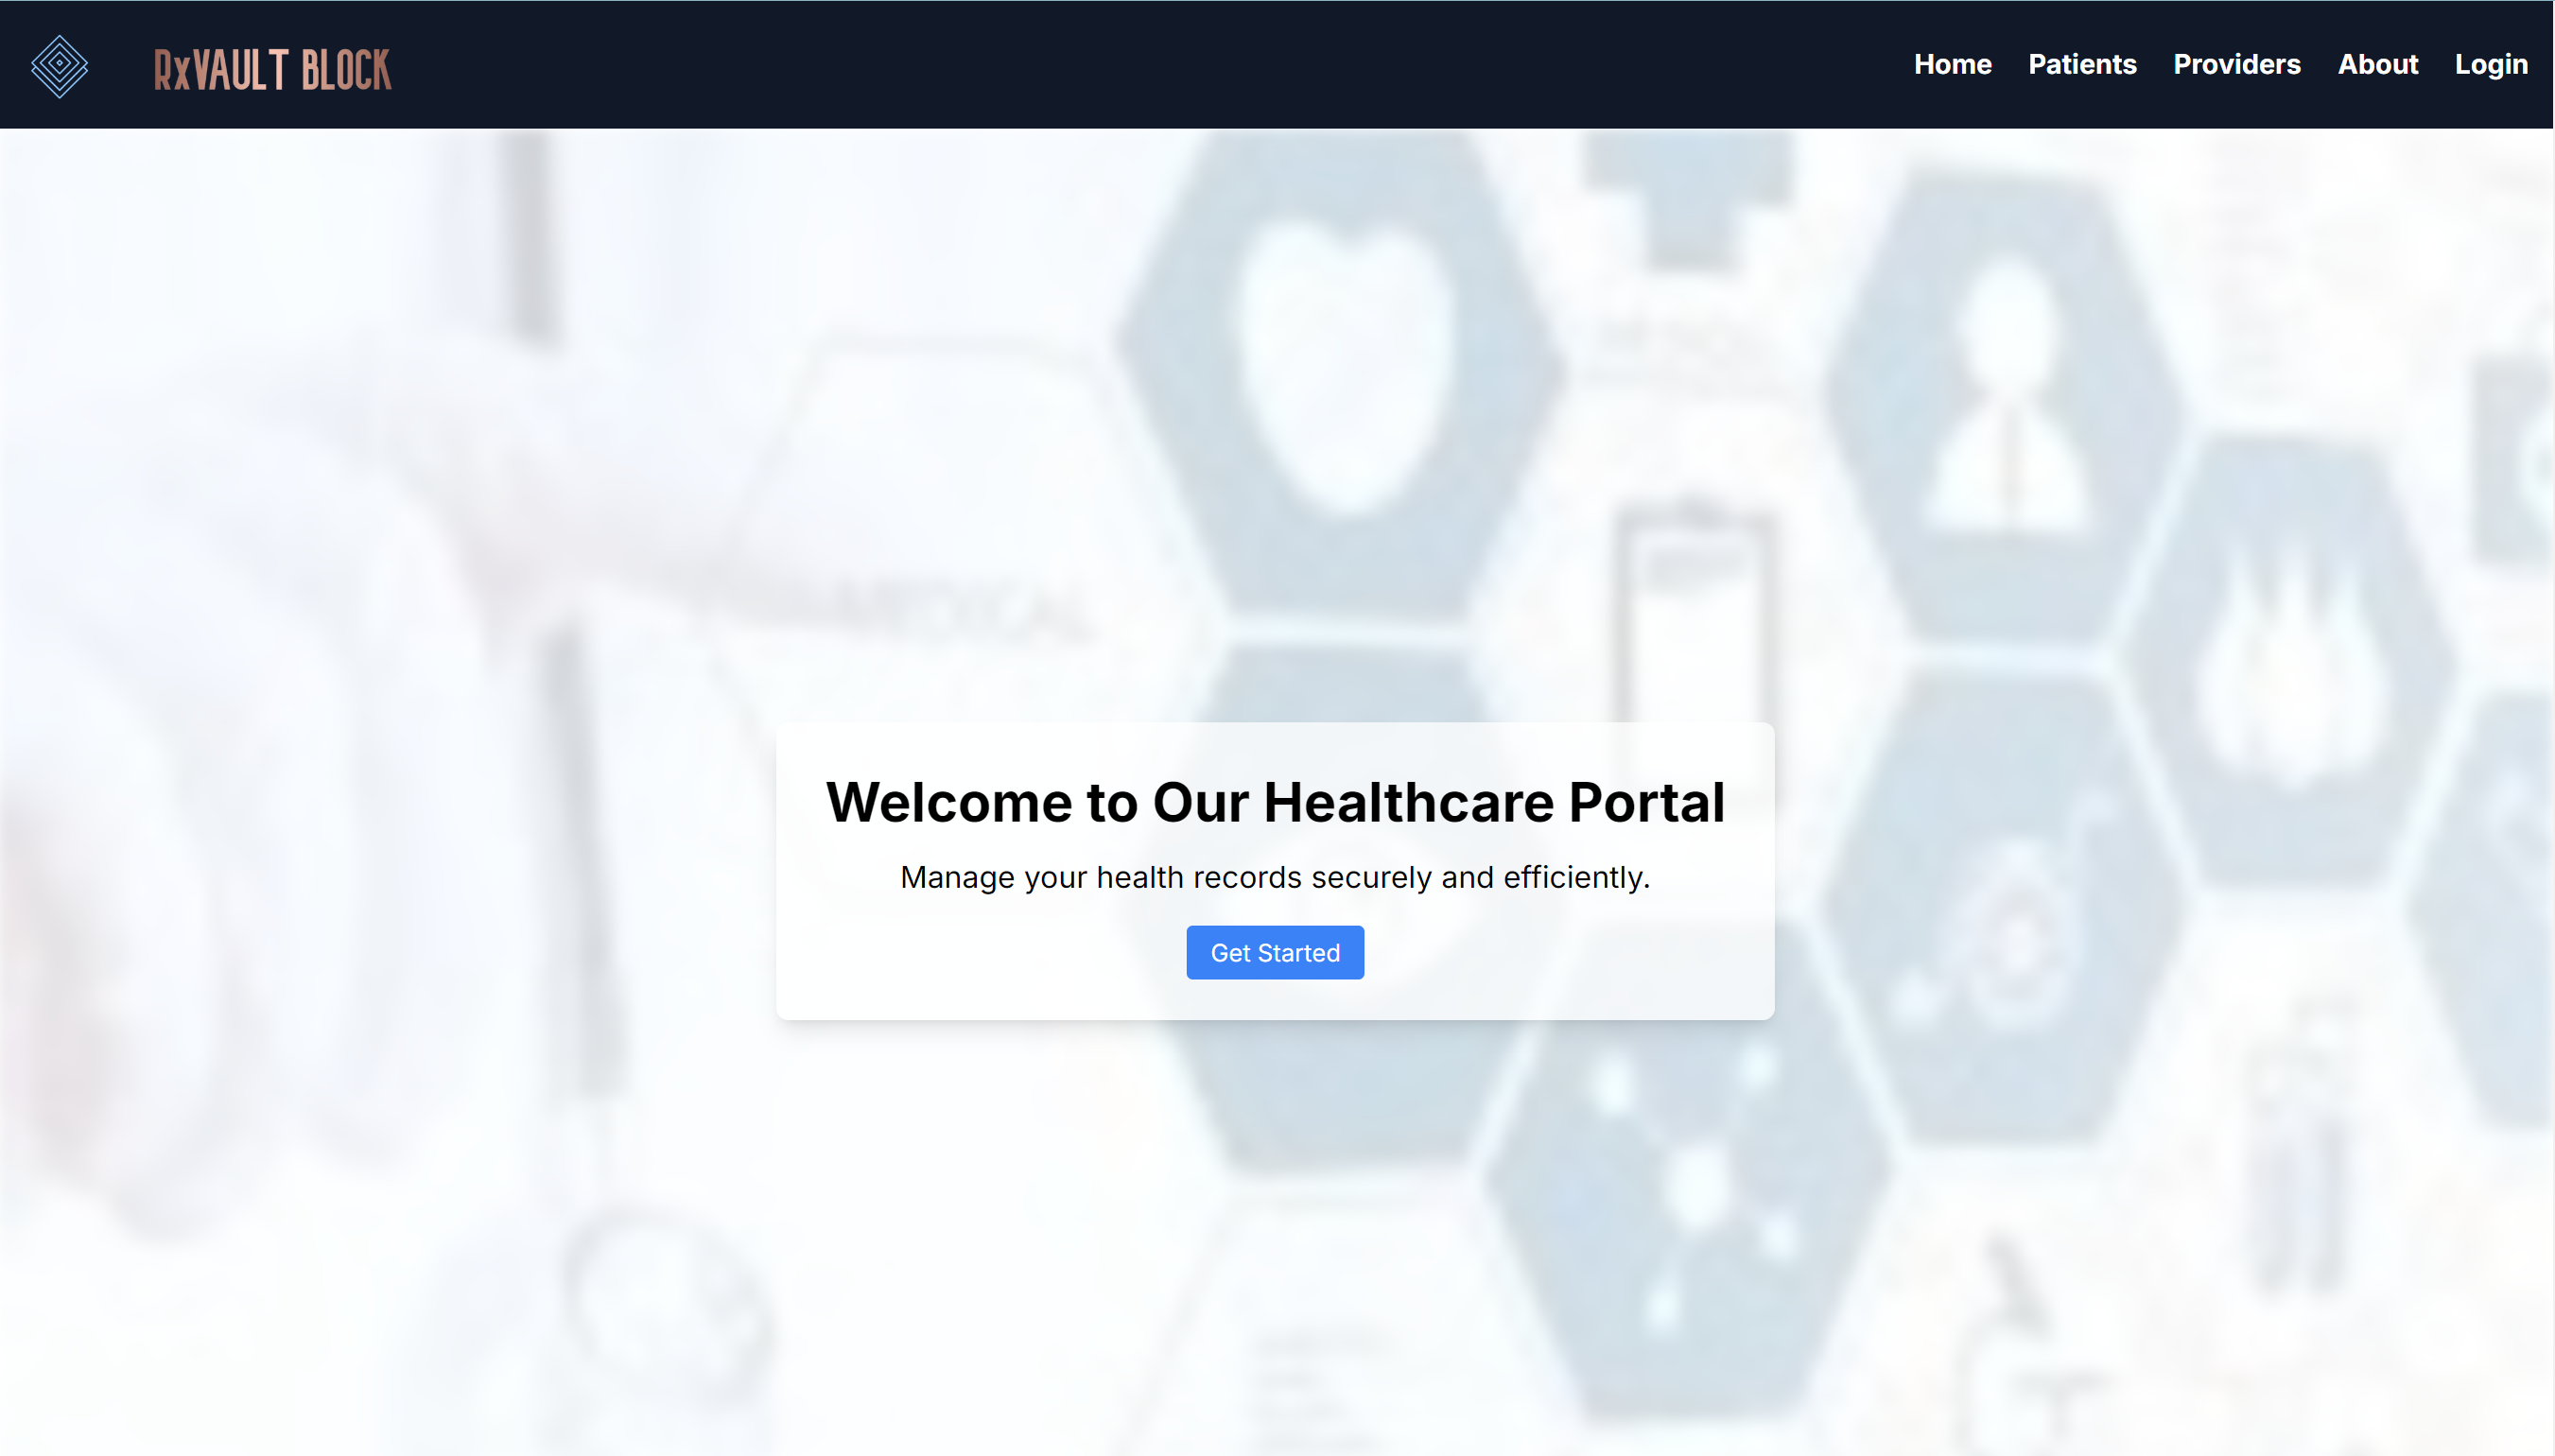 RxVAULT BLOCK
Home Patients Providers About Login
MEDICAL
Welcome to Our Healthcare Portal
Manage your health records securely and efficiently.
Get Started